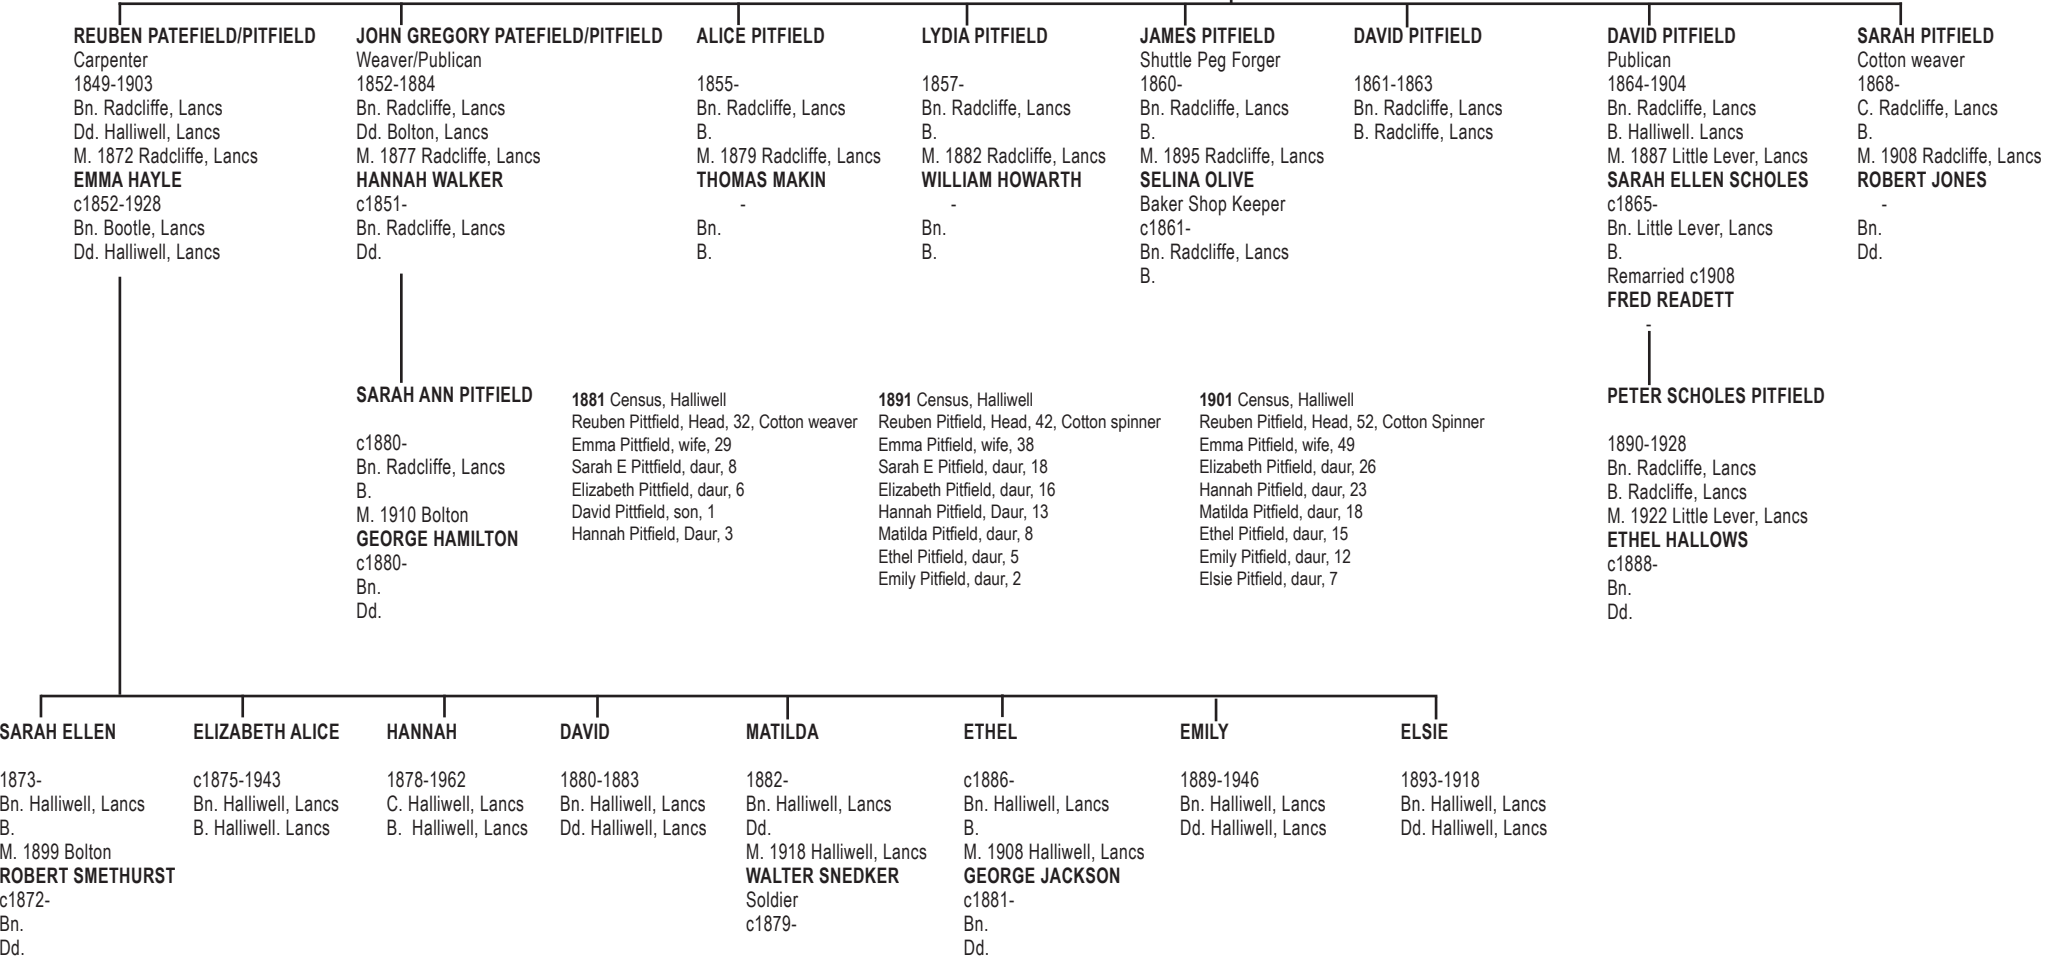 REUBEN PATEFIELD/PITFIELD
Carpenter
1849-1903
Bn. Radcliffe, Lancs
Dd. Halliwell, Lancs
M. 1872 Radcliffe, Lancs
EMMA HAYLE
c1852-1928
Bn. Bootle, Lancs
Dd. Halliwell, Lancs
JOHN GREGORY PATEFIELD/PITFIELD
Weaver/Publican
1852-1884
Bn. Radcliffe, Lancs
Dd. Bolton, Lancs
M. 1877 Radcliffe, Lancs
HANNAH WALKER
c1851-
Bn. Radcliffe, Lancs
Dd.
ALICE PITFIELD
1855-
Bn. Radcliffe, Lancs
B.
M. 1879 Radcliffe, Lancs
THOMAS MAKIN
-
Bn.
B.
LYDIA PITFIELD
1857-
Bn. Radcliffe, Lancs
B.
M. 1882 Radcliffe, Lancs
WILLIAM HOWARTH
-
Bn.
B.
JAMES PITFIELD
Shuttle Peg Forger
1860-
Bn. Radcliffe, Lancs
B.
M. 1895 Radcliffe, Lancs
SELINA OLIVE
Baker Shop Keeper
c1861-
Bn. Radcliffe, Lancs
B.
DAVID PITFIELD
1861-1863
Bn. Radcliffe, Lancs
B. Radcliffe, Lancs
DAVID PITFIELD
Publican
1864-1904
Bn. Radcliffe, Lancs
B. Halliwell. Lancs
M. 1887 Little Lever, Lancs
SARAH ELLEN SCHOLES
c1865-
Bn. Little Lever, Lancs
B.
Remarried c1908
FRED READETT
-
SARAH PITFIELD
Cotton weaver
1868-
C. Radcliffe, Lancs
B.
M. 1908 Radcliffe, Lancs
ROBERT JONES
-
Bn.
Dd.
SARAH ANN PITFIELD
c1880-
Bn. Radcliffe, Lancs
B.
M. 1910 Bolton
GEORGE HAMILTON
c1880-
Bn.
Dd.
1881 Census, Halliwell
Reuben Pittfield, Head, 32, Cotton weaver
Emma Pittfield, wife, 29
Sarah E Pittfield, daur, 8
Elizabeth Pittfield, daur, 6
David Pittfield, son, 1
Hannah Pitfield, Daur, 3
1891 Census, Halliwell
Reuben Pitfield, Head, 42, Cotton spinner
Emma Pitfield, wife, 38
Sarah E Pitfield, daur, 18
Elizabeth Pitfield, daur, 16
Hannah Pitfield, Daur, 13
Matilda Pitfield, daur, 8
Ethel Pitfield, daur, 5
Emily Pitfield, daur, 2
1901 Census, Halliwell
Reuben Pitfield, Head, 52, Cotton Spinner
Emma Pitfield, wife, 49
Elizabeth Pitfield, daur, 26
Hannah Pitfield, daur, 23
Matilda Pitfield, daur, 18
Ethel Pitfield, daur, 15
Emily Pitfield, daur, 12
Elsie Pitfield, daur, 7
PETER SCHOLES PITFIELD
1890-1928
Bn. Radcliffe, Lancs
B. Radcliffe, Lancs
M. 1922 Little Lever, Lancs
ETHEL HALLOWS
c1888-
Bn.
Dd.
SARAH ELLEN
1873-
Bn. Halliwell, Lancs
B.
M. 1899 Bolton
ROBERT SMETHURST
c1872-
Bn.
Dd.
ELIZABETH ALICE
c1875-1943
Bn. Halliwell, Lancs
B. Halliwell. Lancs
HANNAH
1878-1962
C. Halliwell, Lancs
B. Halliwell, Lancs
DAVID
1880-1883
Bn. Halliwell, Lancs
Dd. Halliwell, Lancs
MATILDA
1882-
Bn. Halliwell, Lancs
Dd.
M. 1918 Halliwell, Lancs
WALTER SNEDKER
Soldier
c1879-
ETHEL
c1886-
Bn. Halliwell, Lancs
B.
M. 1908 Halliwell, Lancs
GEORGE JACKSON
c1881-
Bn.
Dd.
EMILY
1889-1946
Bn. Halliwell, Lancs
Dd. Halliwell, Lancs
ELSIE
1893-1918
Bn. Halliwell, Lancs
Dd. Halliwell, Lancs